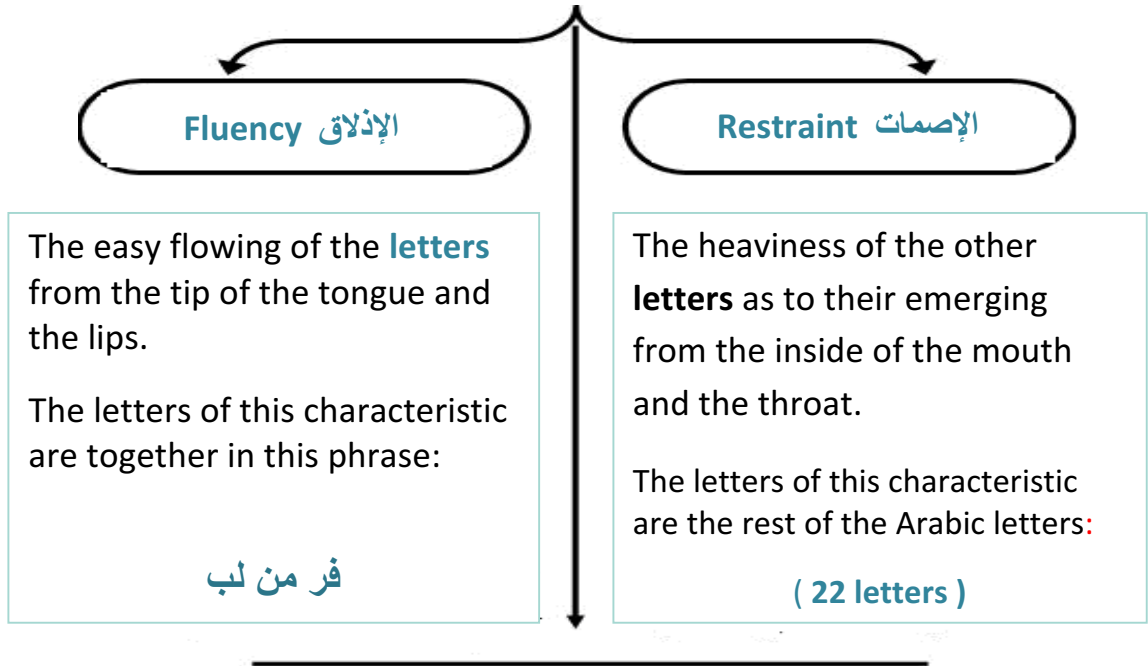 Fluency الإذلاق
Restraint الإصمات
The easy flowing of the letters
from the tip of the tongue and
the lips.
The letters of this characteristic
are together in this phrase:
فر من لب
The heaviness of the other
letters as to their emerging
from the inside of the mouth
and the throat.
The letters of this characteristic
are the rest of the Arabic letters:
( 22 letters )